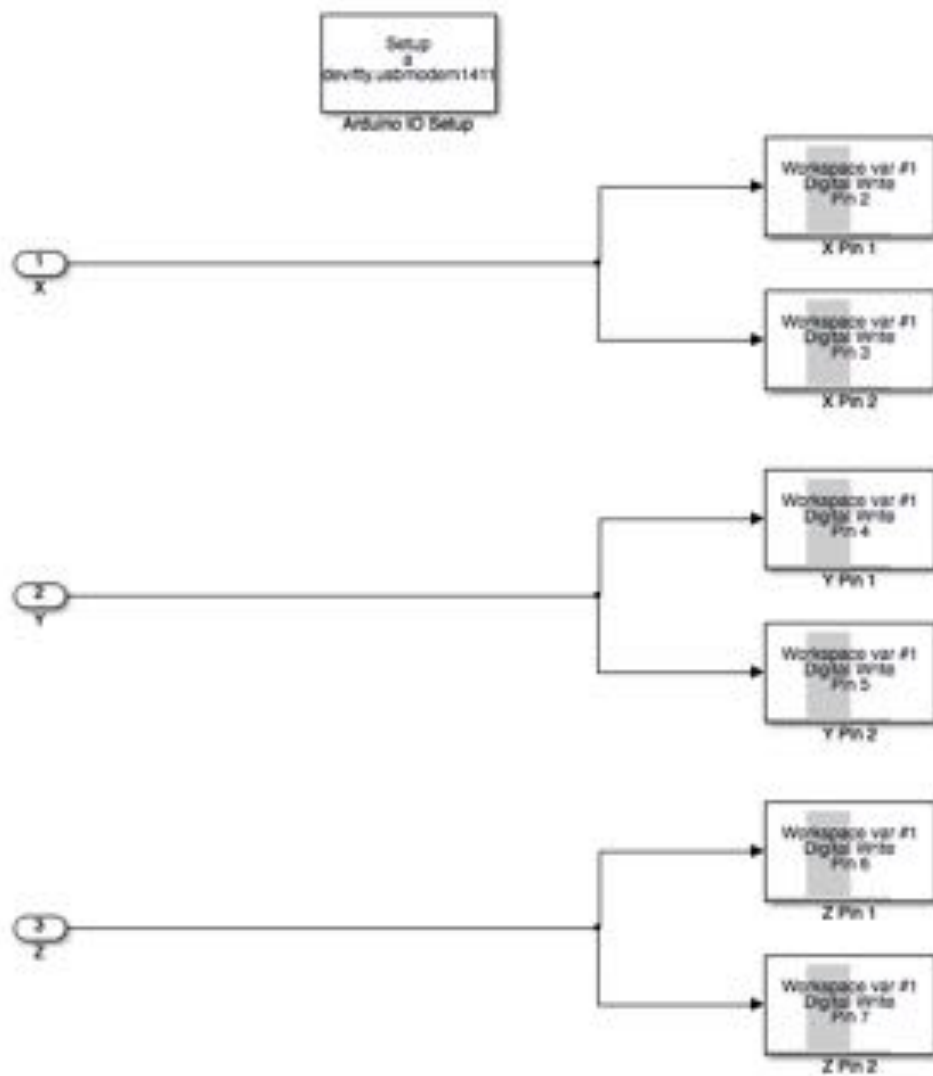 Setup
a
dev/tty.usbmodem1411
Arduino IO Setup
Workspace var #1
Digital Write
Pin 2
X Pin 1
1
X
Workspace var #1
Digital Write
Pin 3
X Pin 2
Workspace var #1
Digital Write
Pin 4
Y Pin 1
2
Y
Workspace var #1
Digital Write
Pin 5
Y Pin 2
Workspace var #1
Digital Write
Pin 6
Z Pin 1
3
Z
Workspace var #1
Digital Write
Pin 7
Z Pin 2